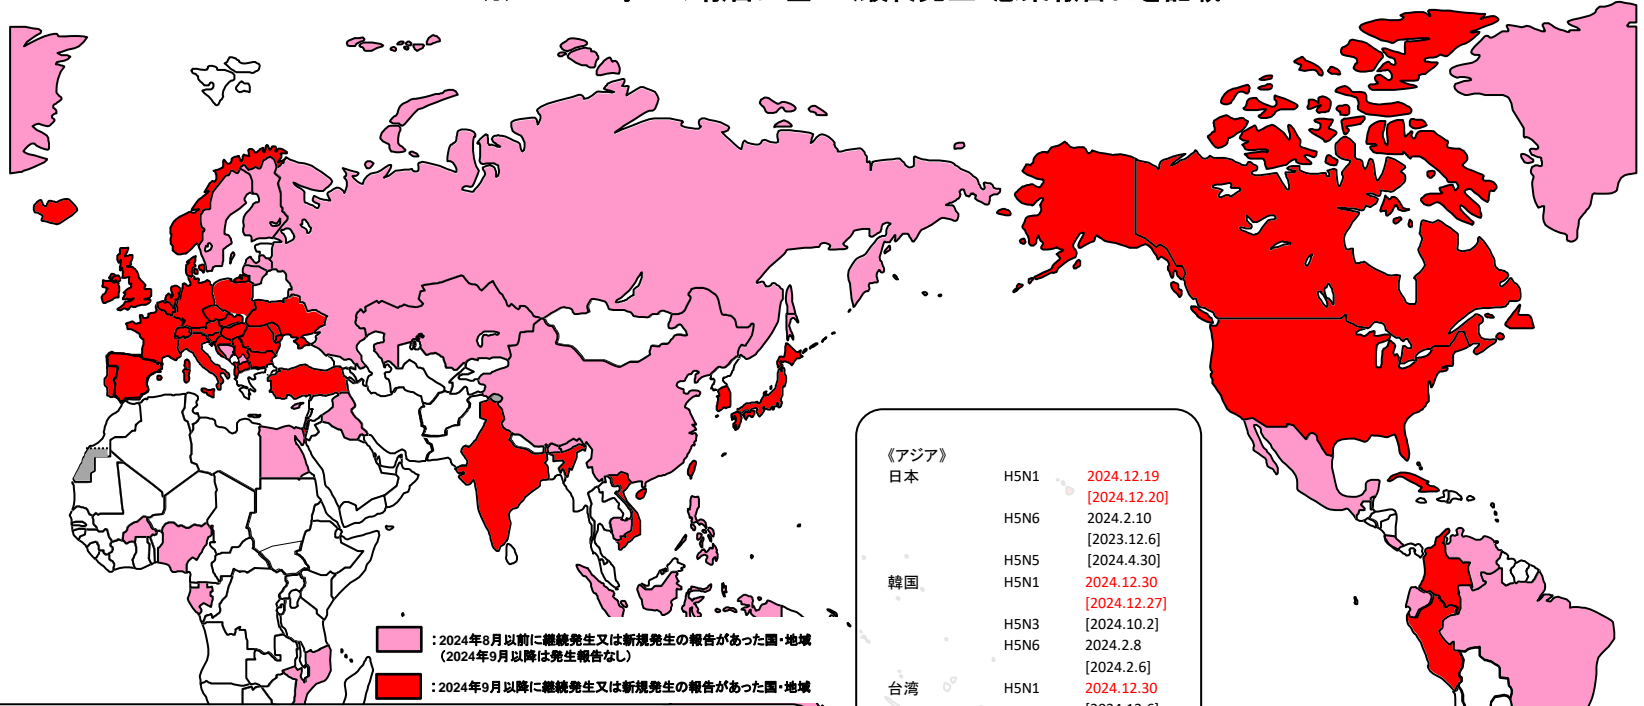 《アジア》
日本 H5N1 2024.12.19
[2024.12.20]
H5N6 2024.2.10
[2023.12.6]
H5N5 [2024.4.30]
韓国 H5N1 2024.12.30
[2024.12.27]
H5N3 [2024.10.2]
H5N6 2024.2.8
[2024.2.6]
台湾 H5N1 2024.12.30
:2024年8月以前に継続発生又は新規発生の報告があった国・地域
(2024年9月以降は発生報告なし)
:2024年9月以降に継続発生又は新規発生の報告があった国・地域